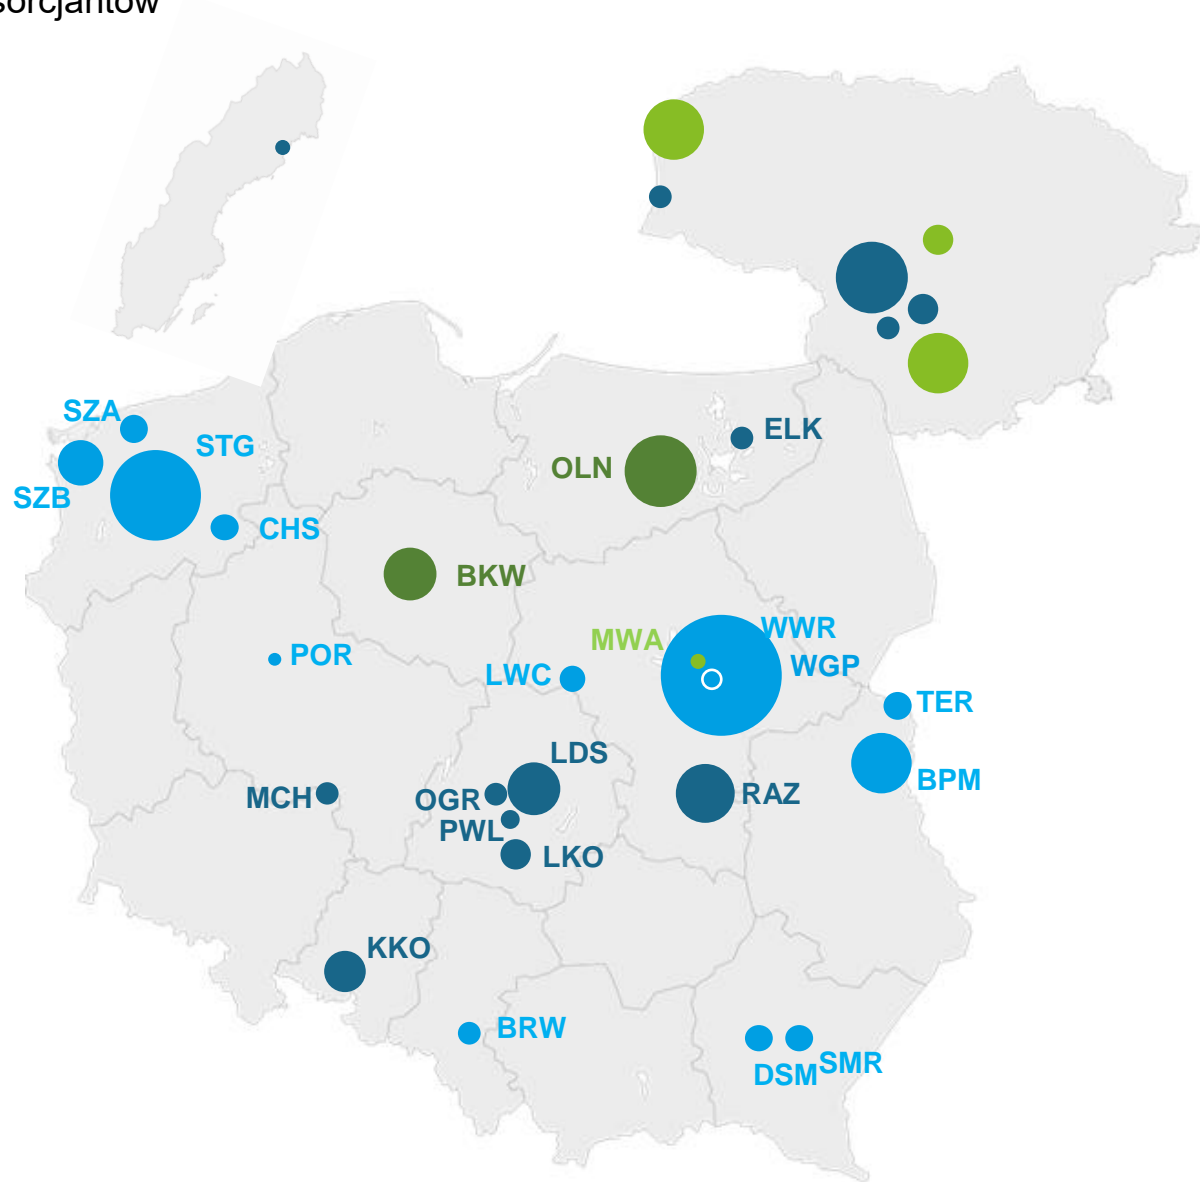 SZA
STG
ELK
OLN
SZB
CHS
BKW
WWR
MWA
POR
WGP
LWC
TER
LDS
BPM
MCH
OGR
RAZ
PWL
LKO
KKO
BRW
SMR
DSM